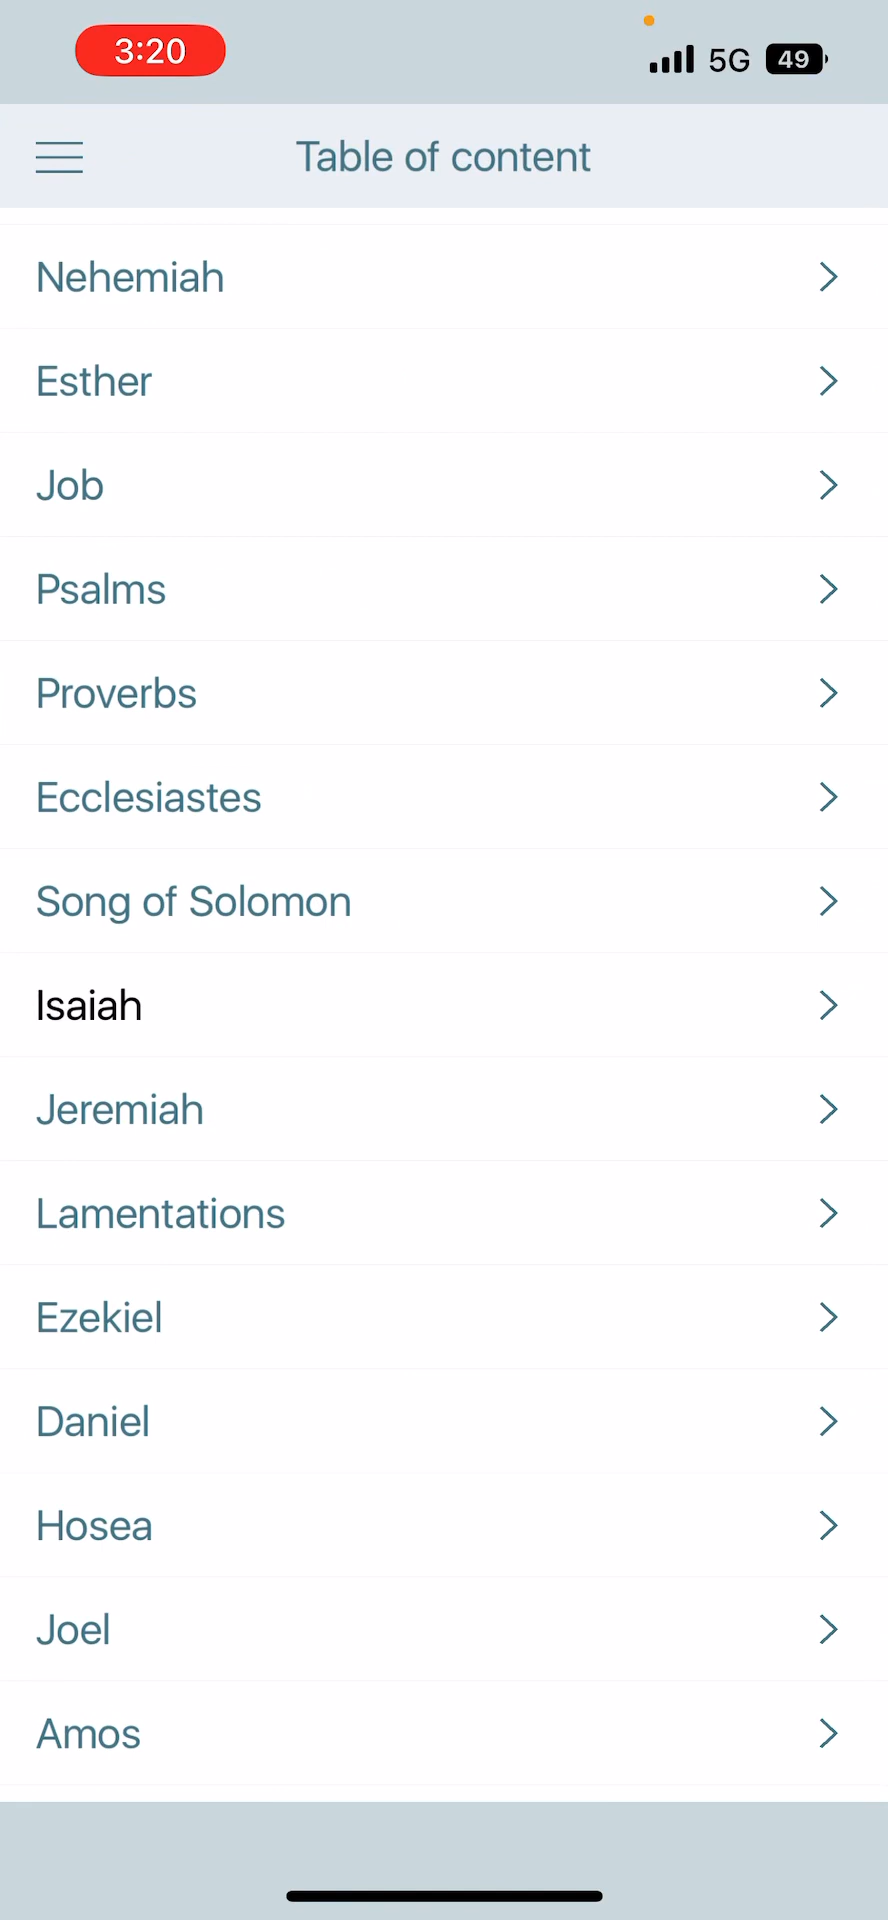 3:20
5G 49
Table of content
Nehemiah
Esther
Job
Psalms
Proverbs
Ecclesiastes
Song of Solomon
Isaiah
Jeremiah
Lamentations
Ezekiel
Daniel
Hosea
Joel
Amos